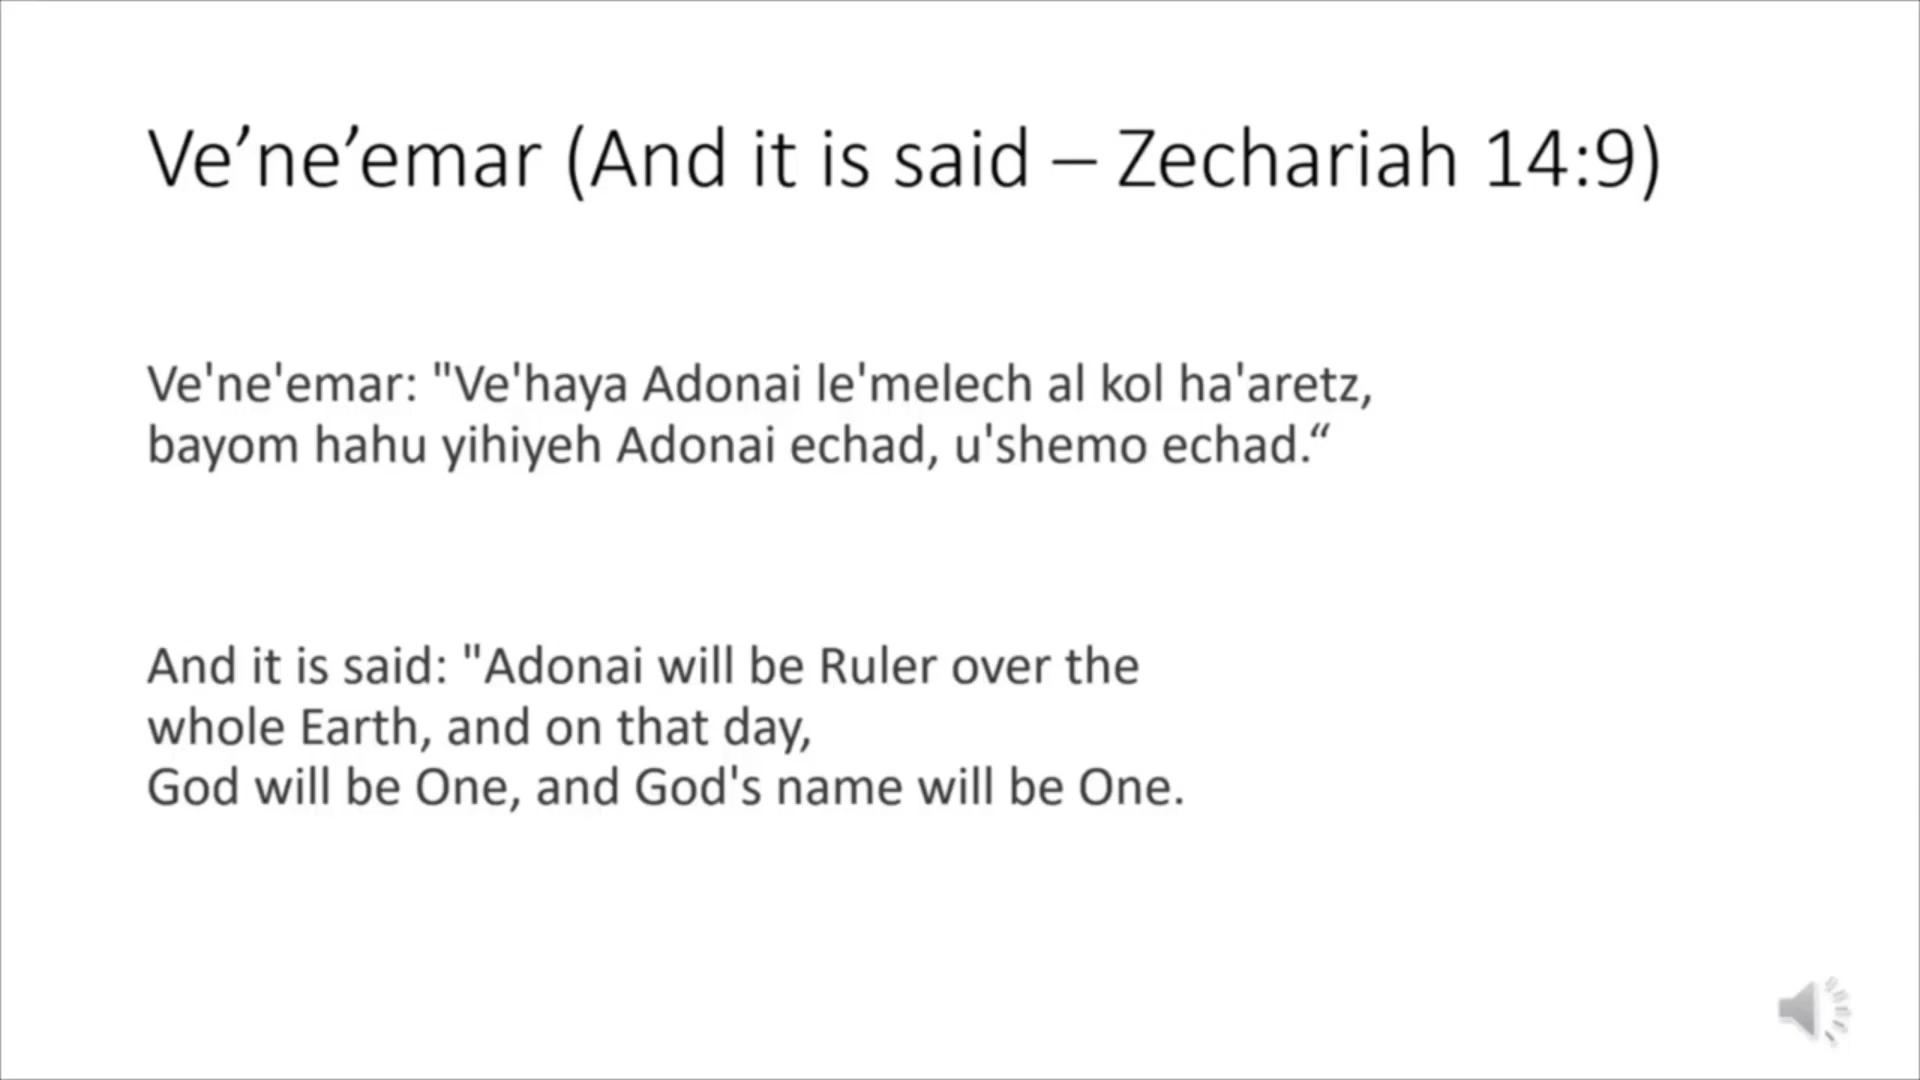 Ve’ne’emar (And it is said – Zechariah 14:9)
Ve'ne'emar: "Ve'haya Adonai le'melech al kol ha'aretz,
bayom hahu yihiyeh Adonai echad, u'shemo echad.“
And it is said: "Adonai will be Ruler over the
whole Earth, and on that day,
God will be One, and God's name will be One.